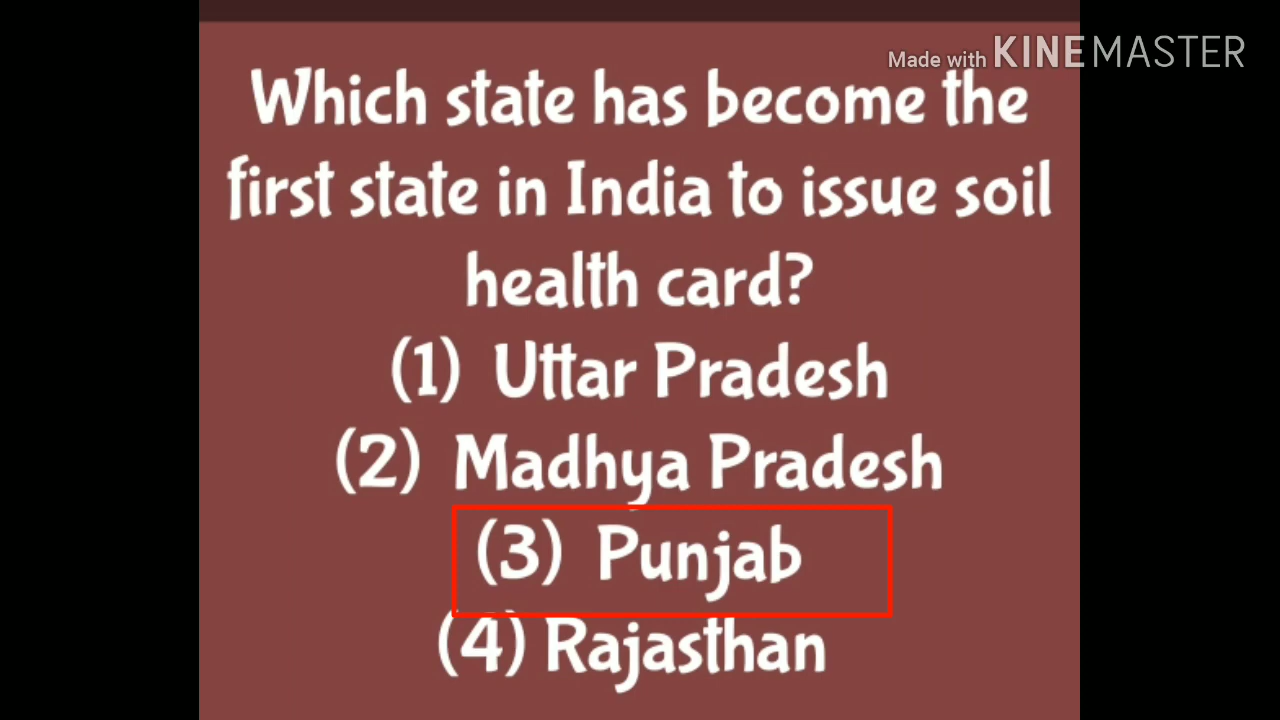 Made with KINEMASTER
Which state has become the
first state in India to issue soil
health card?
(1) Uttar Pradesh
(2) Madhya Pradesh
(3) Punjab
(4) Rajasthan